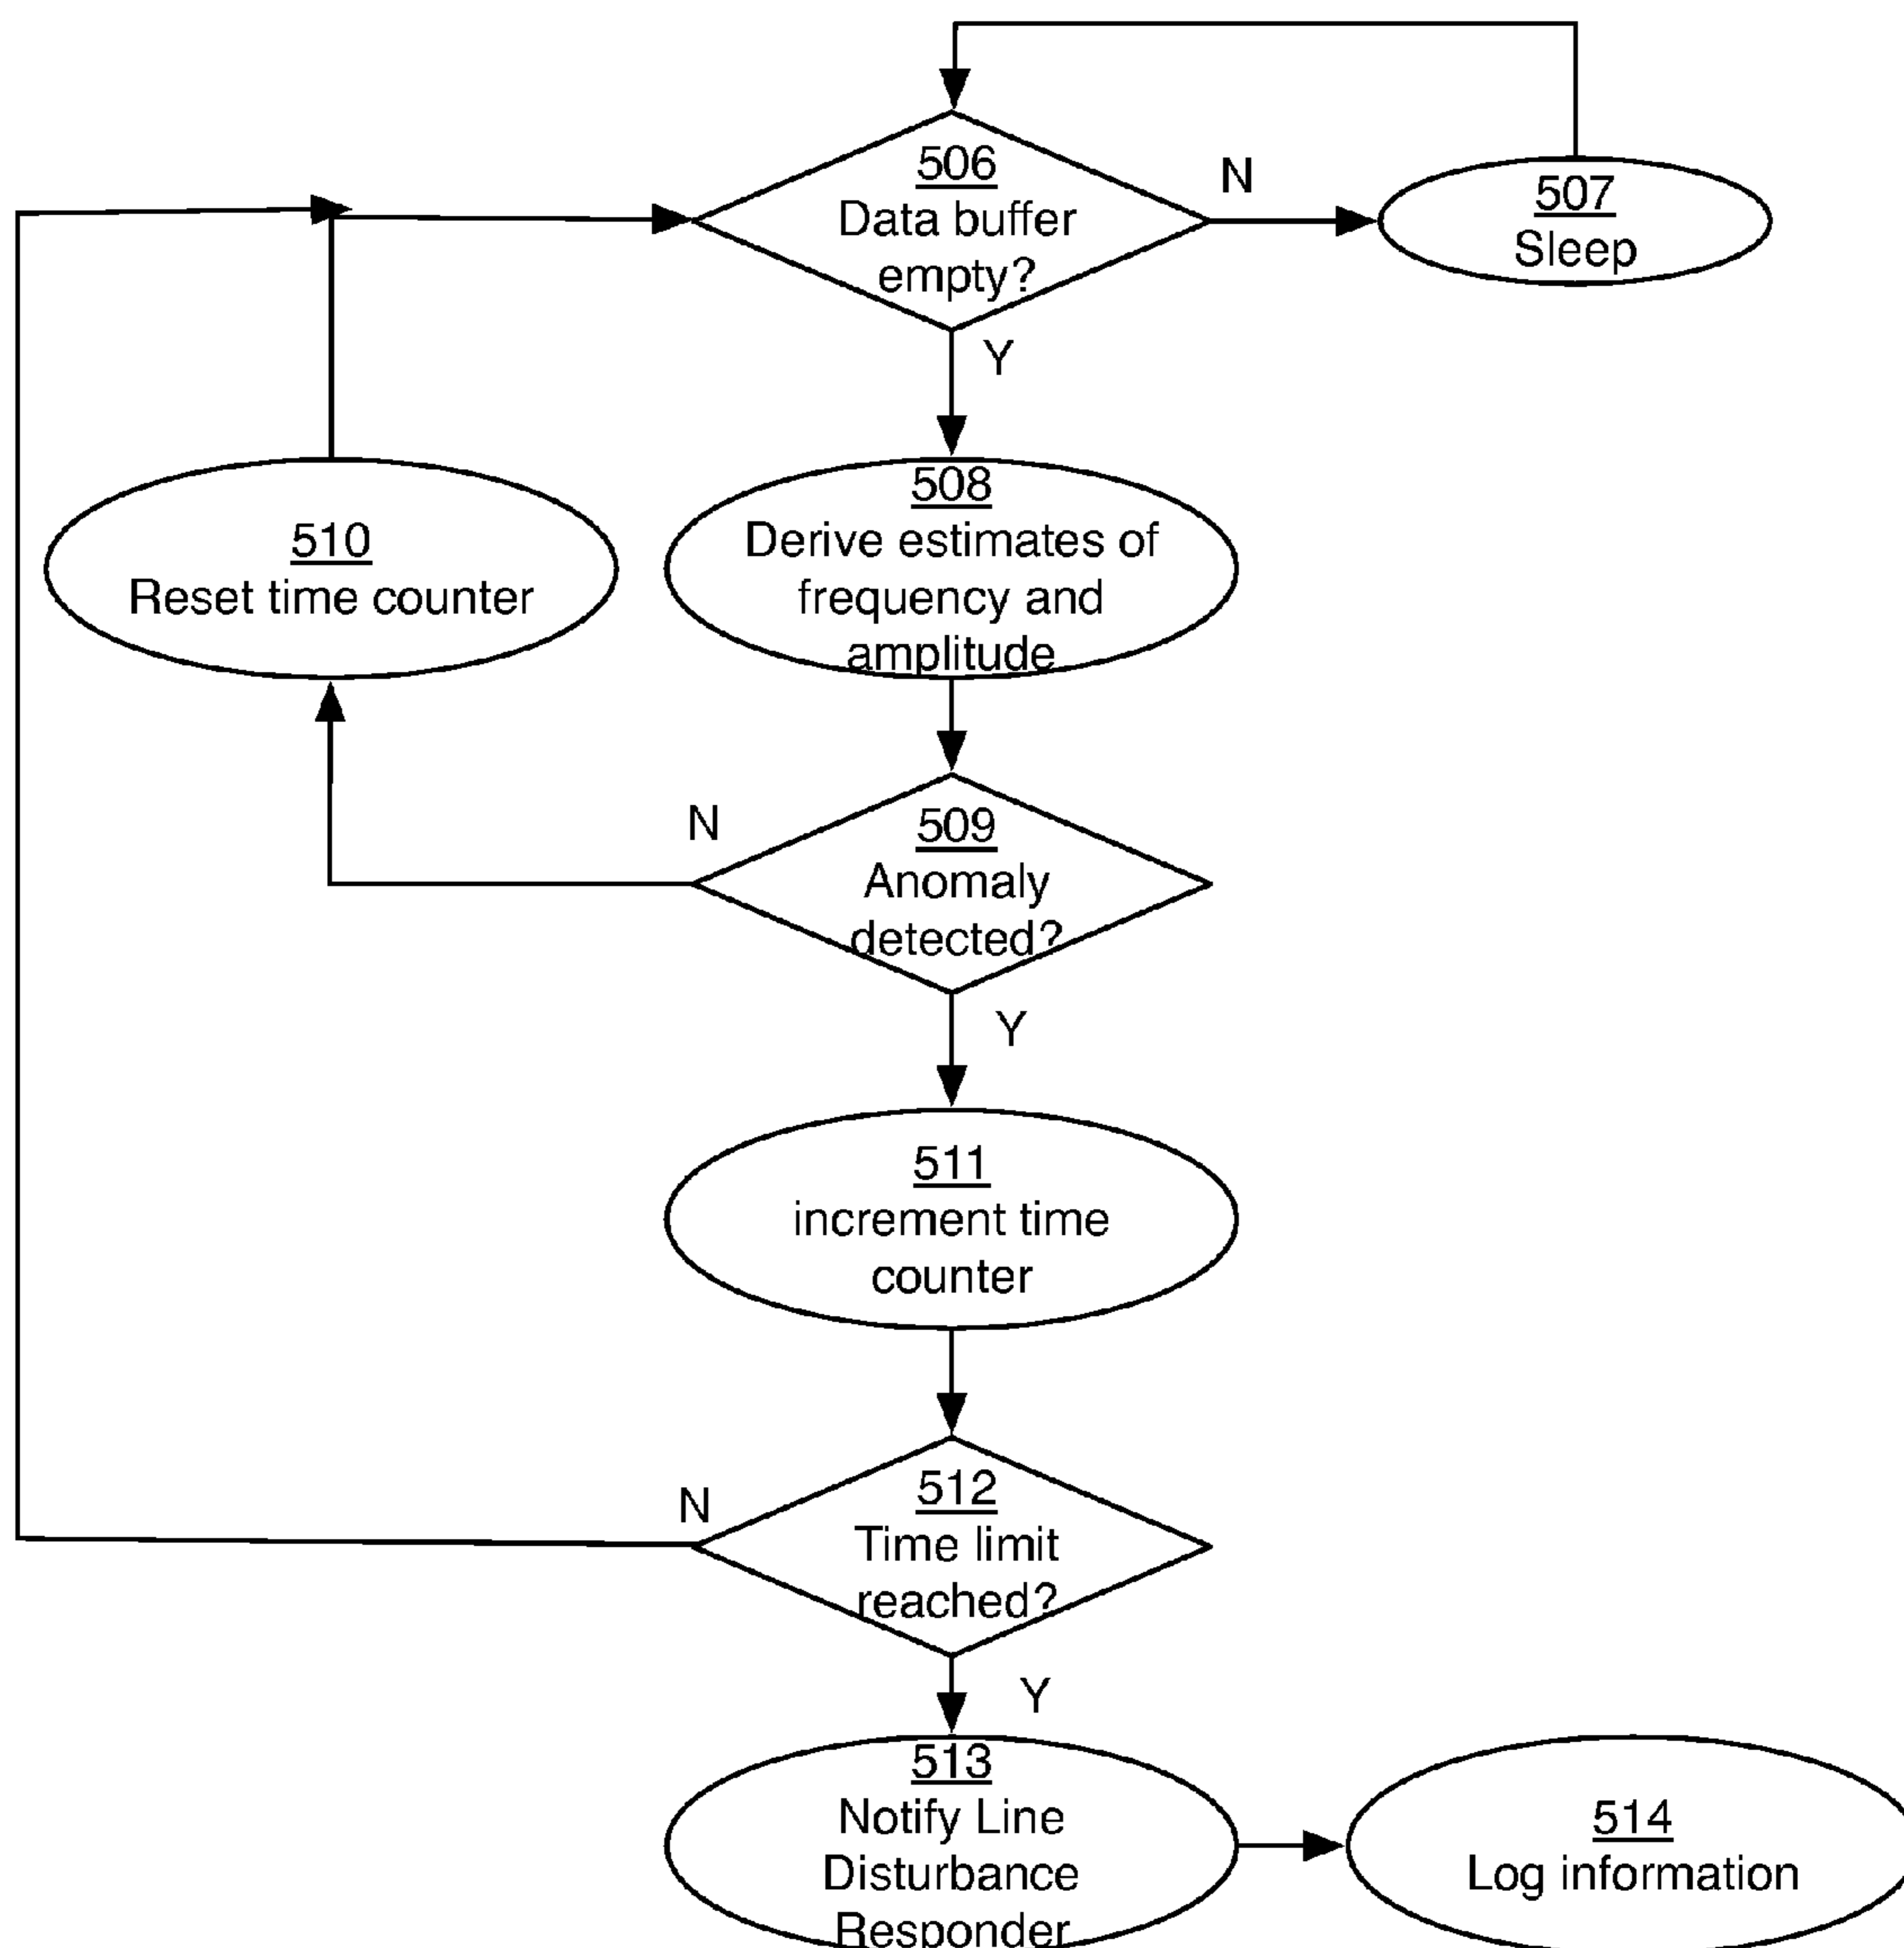 506
Data buffer
empty?
N
507
Sleep
Y
510
Reset time counter
508
Derive estimates of
frequency and
amplitude
N
509
Anomaly
detected?
Y
511
increment time
counter
N
512
Time limit
reached?
Y
513
Notify Line
Disturbance
Responder
514
Log information